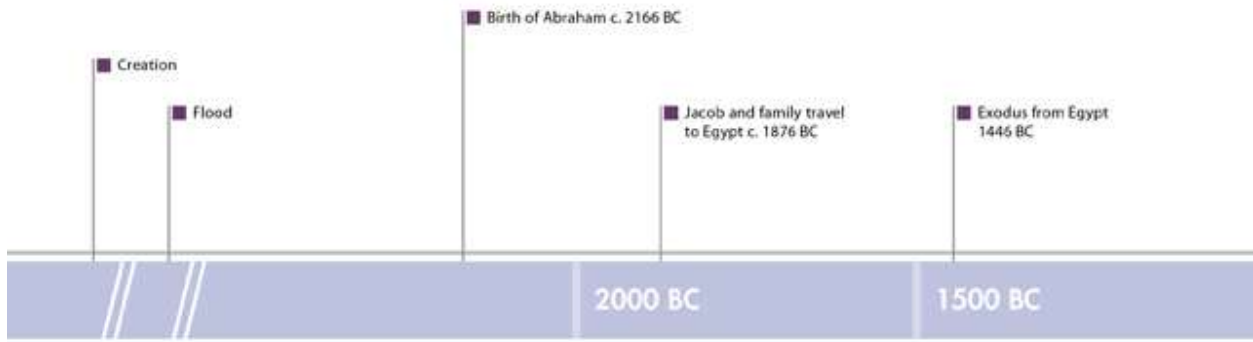 Birth of Abraham c. 2166 BC
Creation
Flood
Jacob and family travel
to Egypt c. 1876 BC
Exodus from Egypt
1446 BC
2000 BC
1500 BC